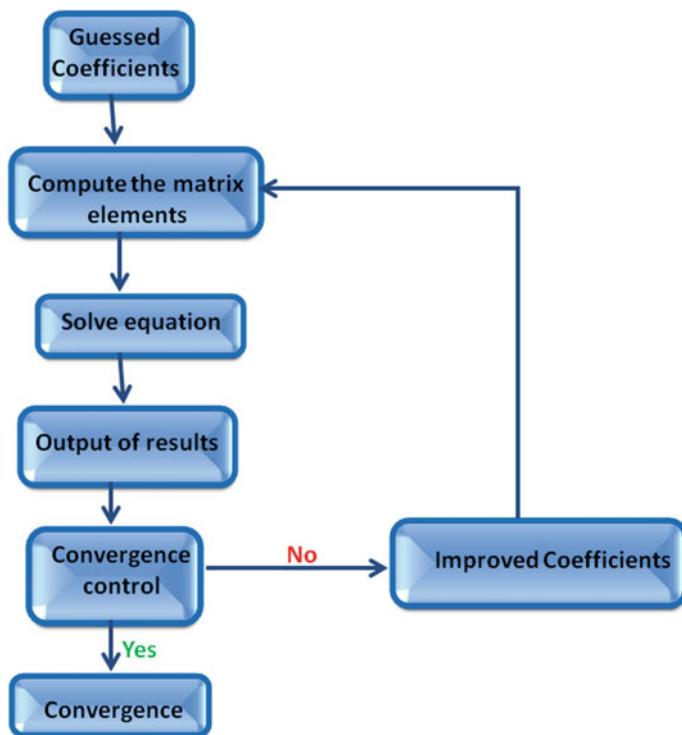 Guessed
Coefficients
Compute the matrix
elements
Solve equation
Output of results
Convergence
control
No
Improved Coefficients
Yes
Convergence